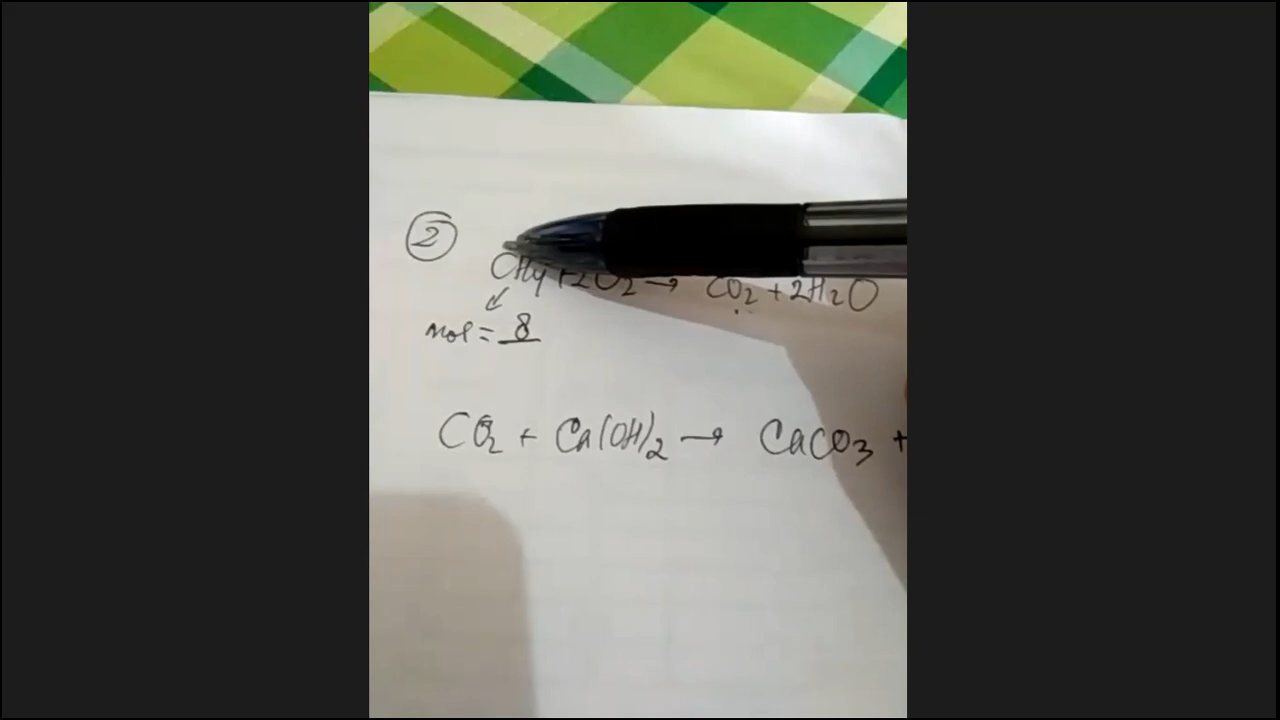 ②
CH4 + 2O2 → CO2 + 2H2O
mol = 8
CO2 + Ca(OH)2 → CaCO3 +